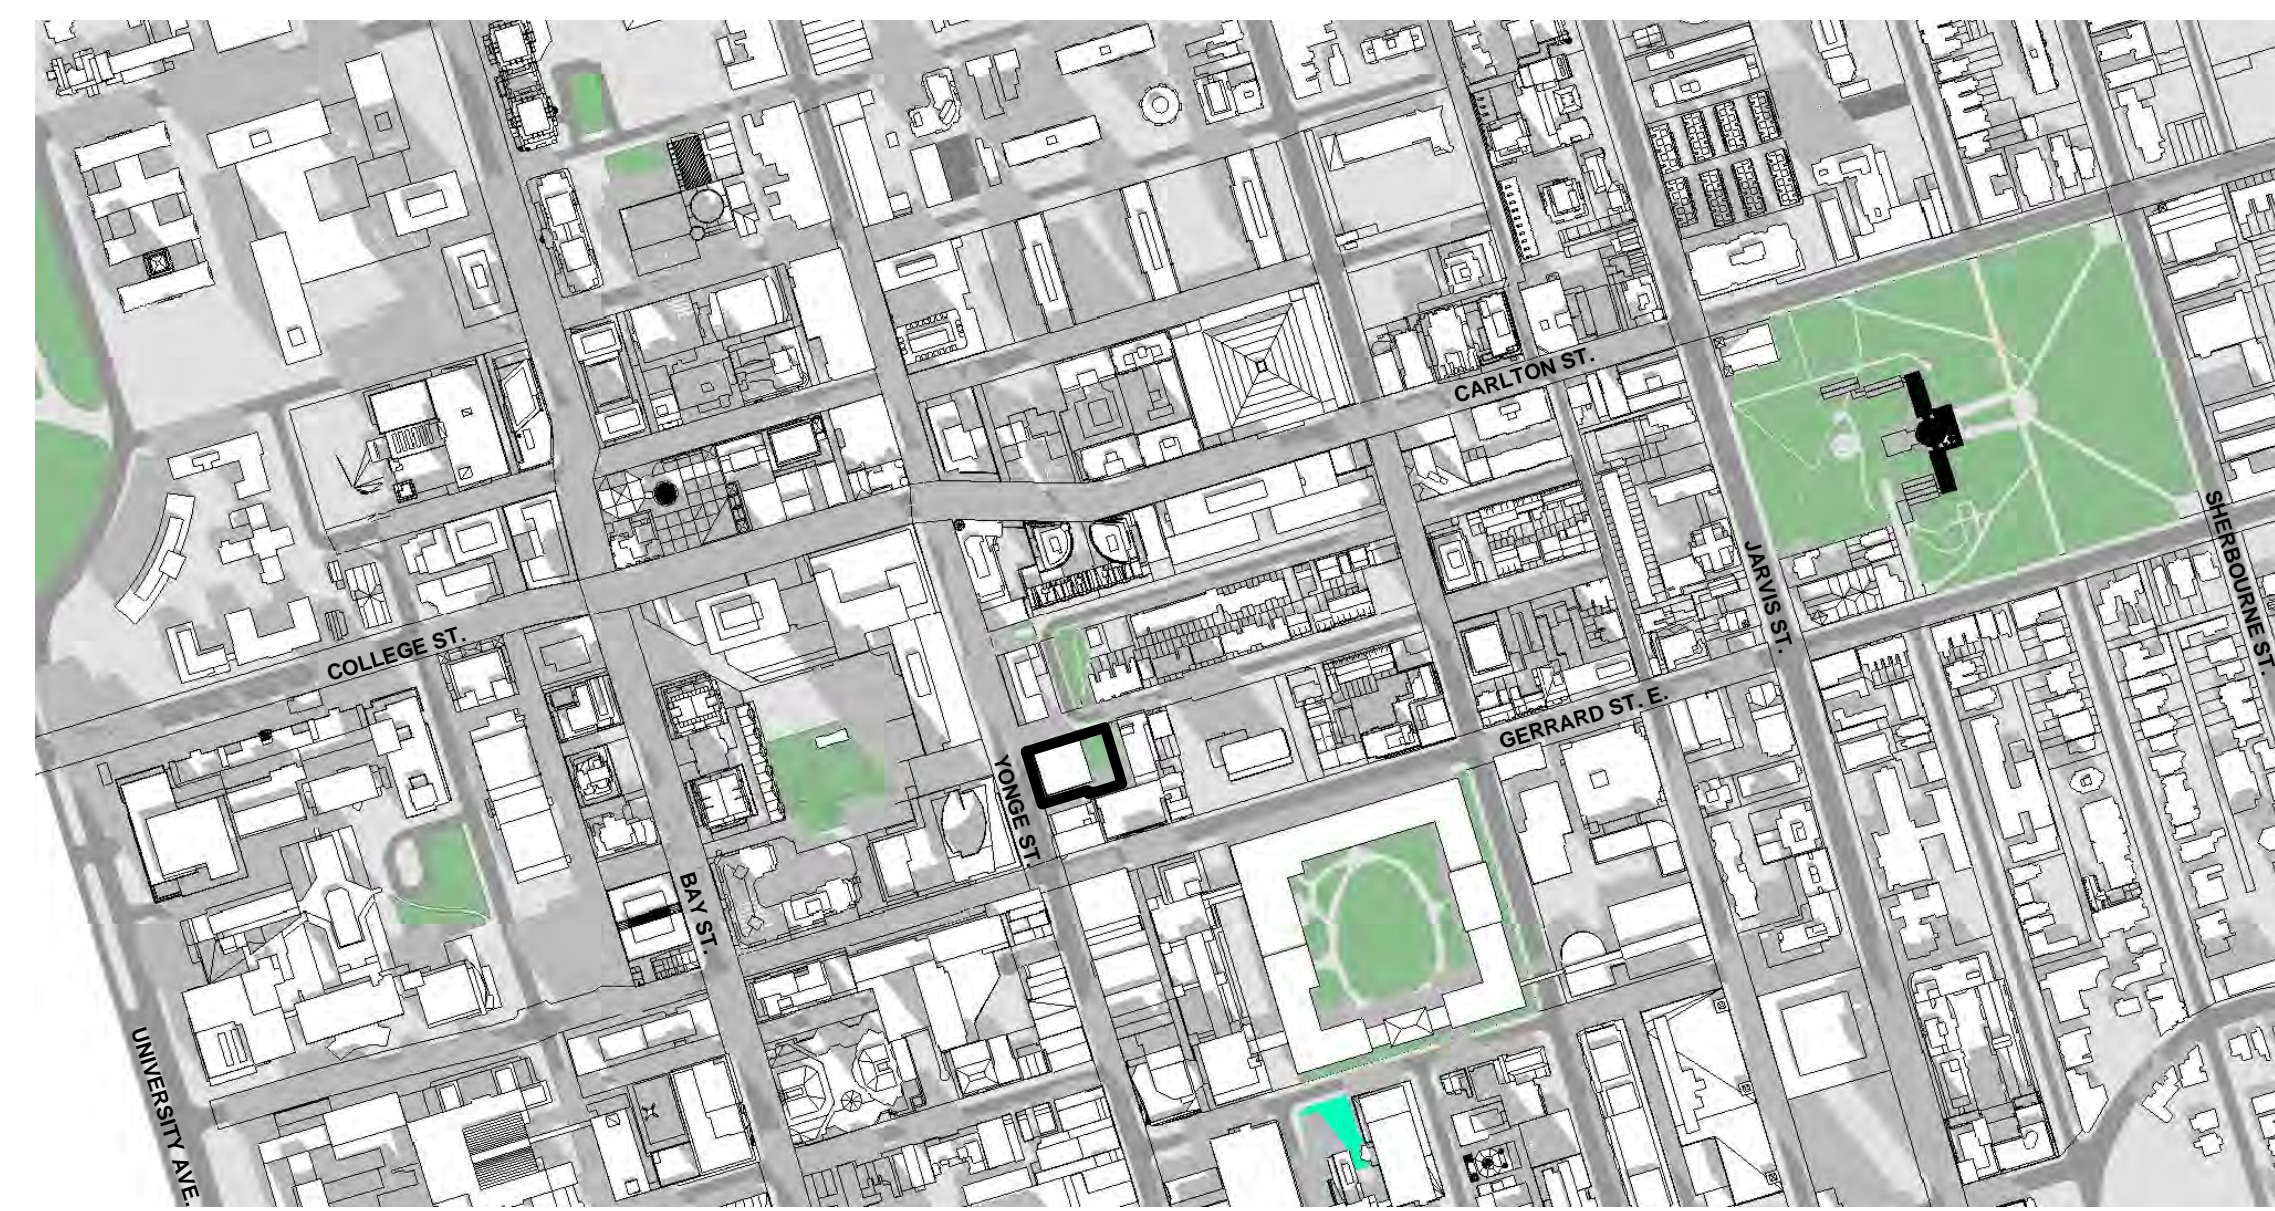 CARLTON ST.
COLLEGE ST.
JARVIS ST.
SHERBOURNE ST.
GERRARD ST. E.
YONGE ST.
BAY ST.
UNIVERSITY AVE.